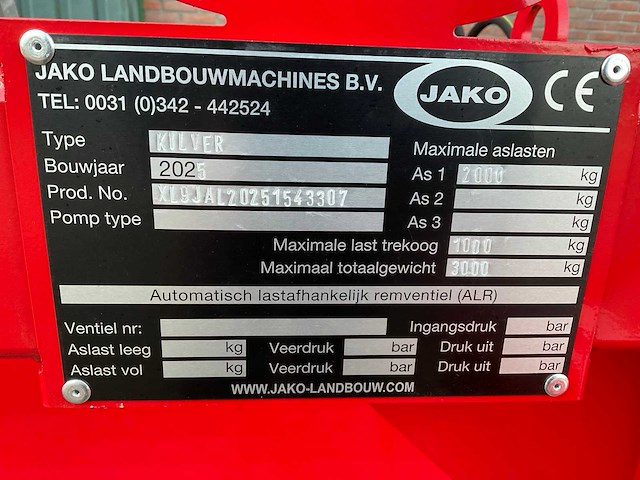 JAKO LANDBOUWMACHINES B.V.
JAKO CE
TEL: 0031 (0)342 - 442524
Type KILVER
Bouwjaar 2025
Prod. No. XL9JAL20251543307
Pomp type
Maximale aslasten
As 1 2000 kg
As 2 kg
As 3 kg
Maximale last trekoog 1000 kg
Maximaal totaalgewicht 3000 kg
Automatisch lastafhankelijk remventiel (ALR)
Ventiel nr: Ingangsdruk bar
Aslast leeg kg Veerdruk bar Druk uit bar
Aslast vol kg Veerdruk bar Druk uit bar
WWW.JAKO-LANDBOUW.COM